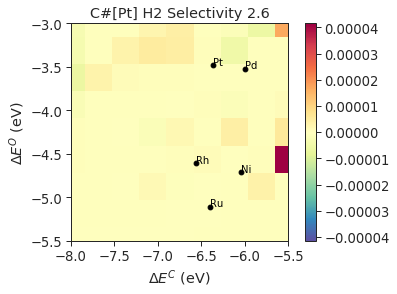 C#[Pt] H2 Selectivity 2.6
−3.0
−3.5
−4.0
−4.5
−5.0
−5.5
ΔE^O (eV)
Pt
Pd
Rh
Ni
Ru
−8.0 −7.5 −7.0 −6.5 −6.0 −5.5
ΔE^C (eV)
0.00004
0.00003
0.00002
0.00001
0.00000
−0.00001
−0.00002
−0.00003
−0.00004